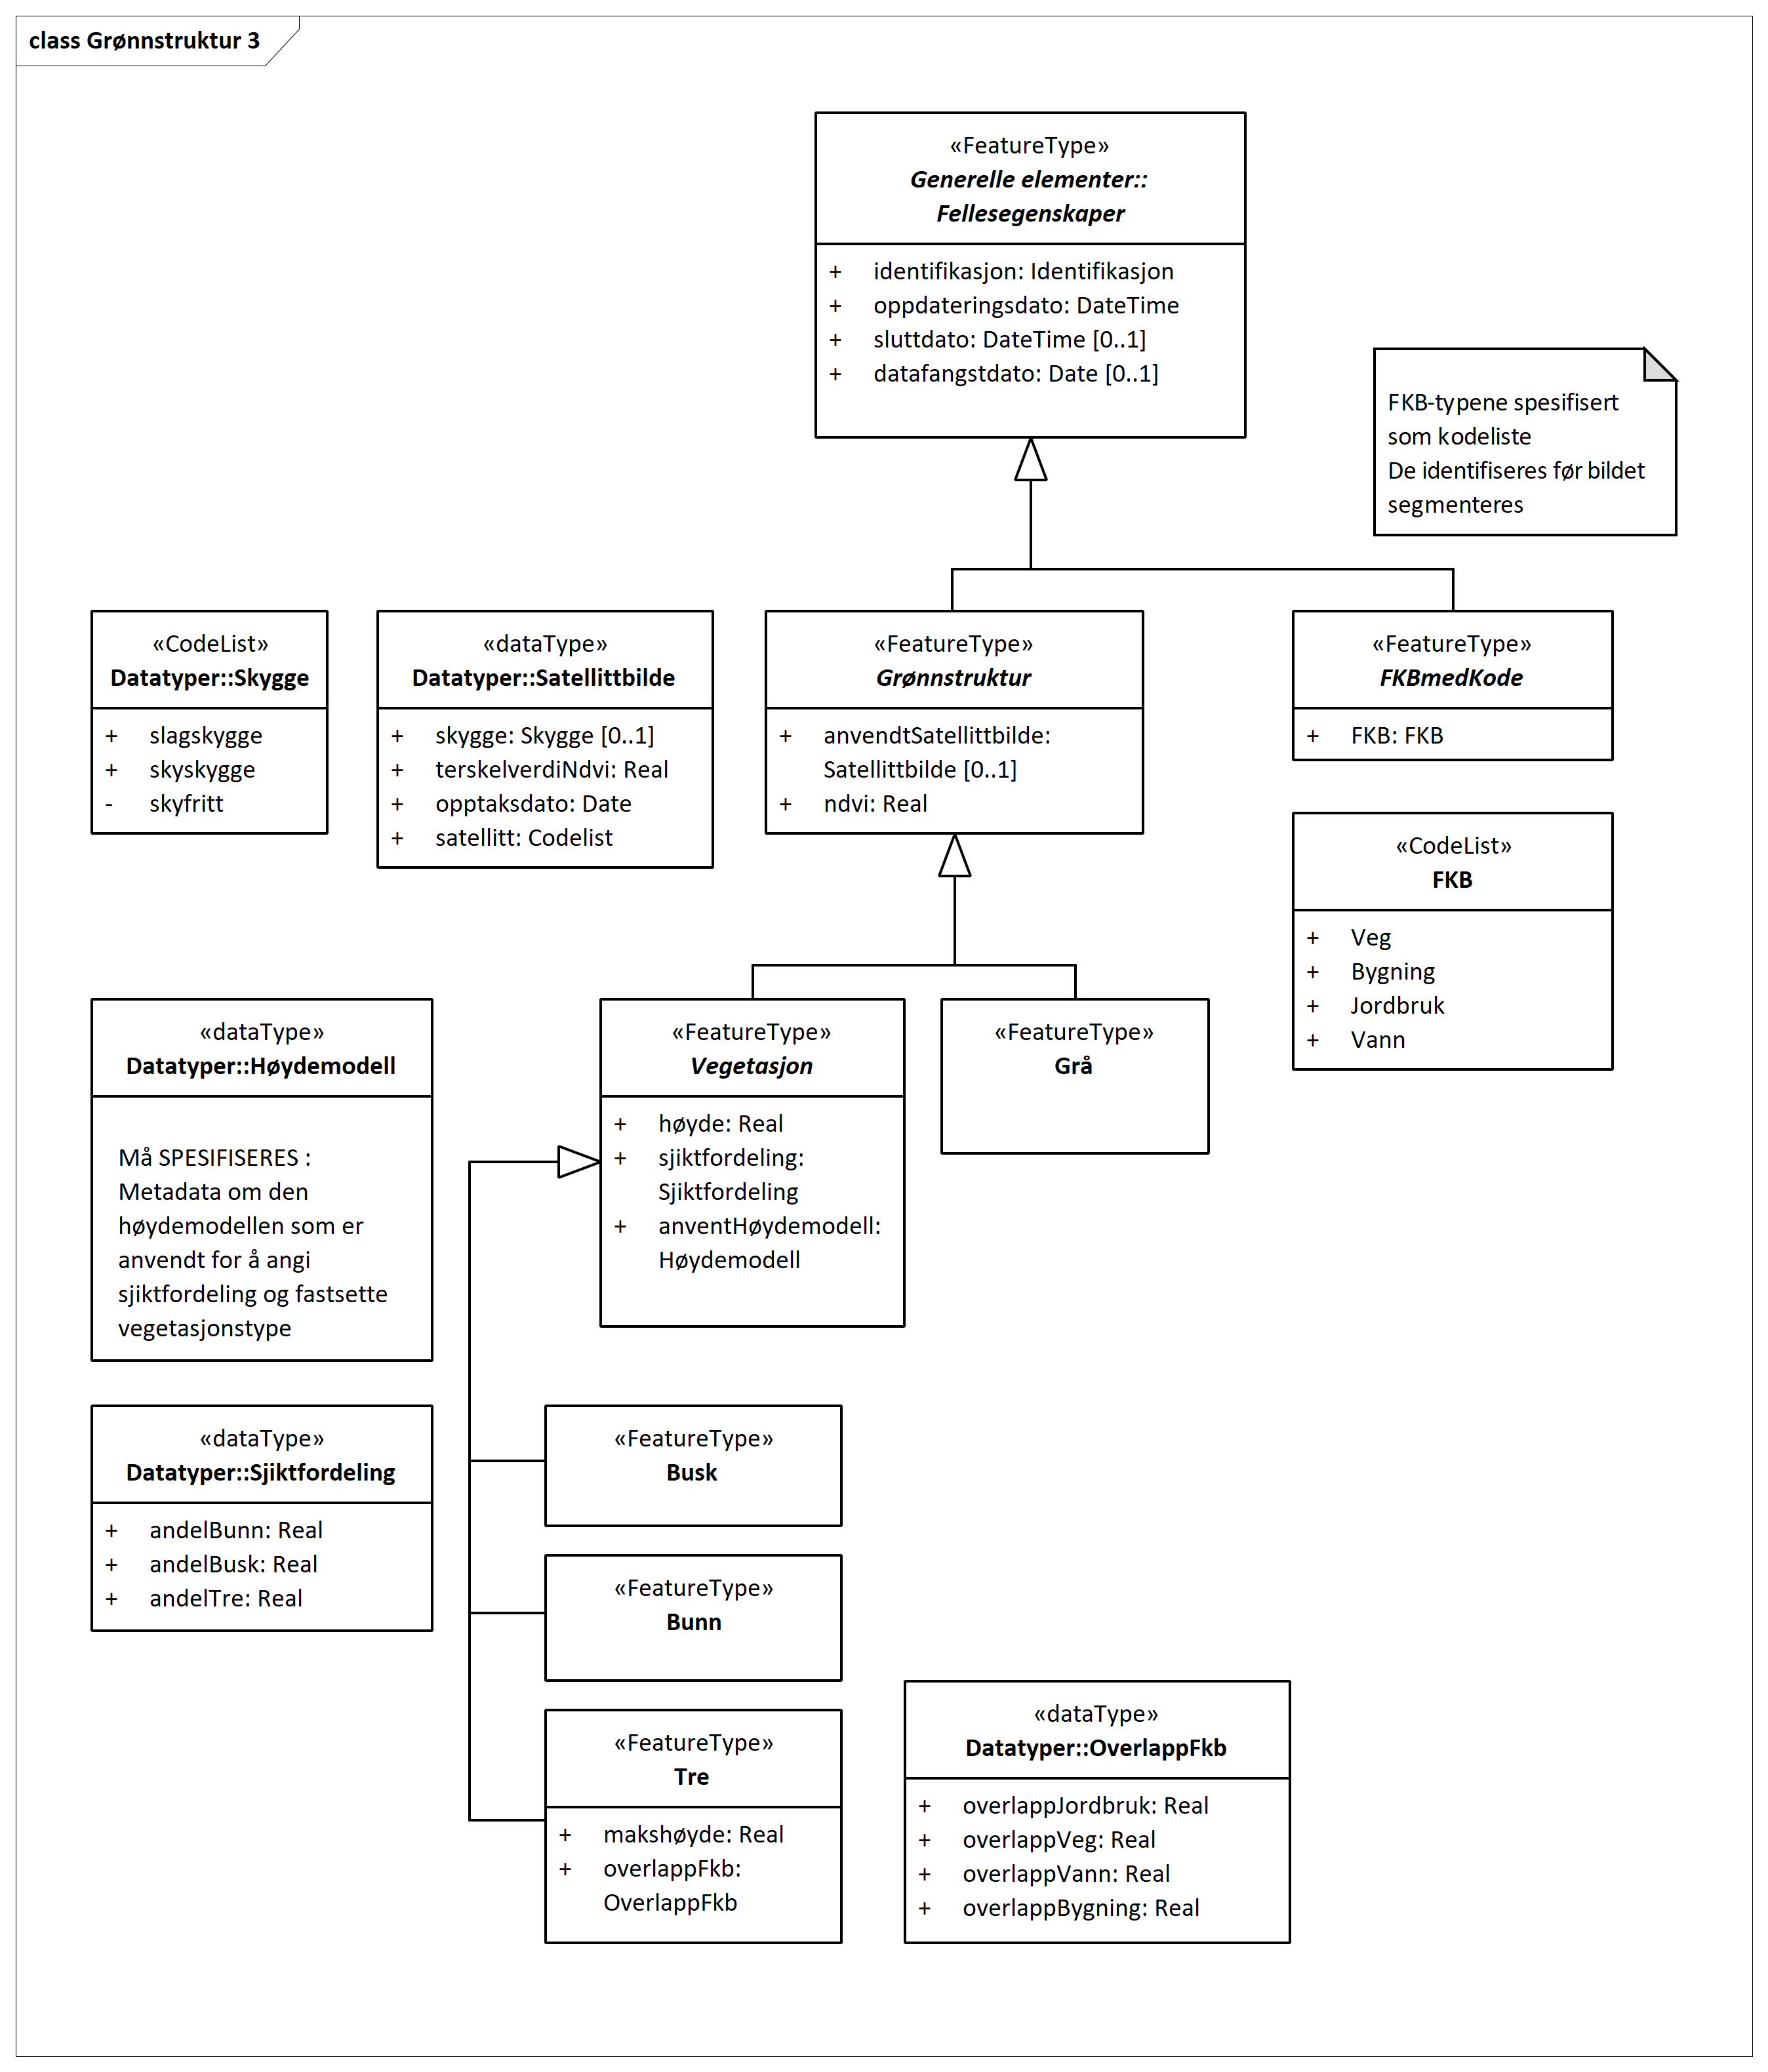 class Grønnstruktur 3
«FeatureType»
Generelle elementer::
Fellesegenskaper
+ identifikasjon: Identifikasjon
+ oppdateringsdato: DateTime
+ sluttdato: DateTime [0..1]
+ datafangstdato: Date [0..1]
FKB-typene spesifisert
som kodeliste
De identifiseres før bildet
segmenteres
«CodeList»
Datatyper::Skygge
+ slagskygge
+ skyskygge
- skyfritt
«dataType»
Datatyper::Satellittbilde
+ skygge: Skygge [0..1]
+ terskelverdiNdvi: Real
+ opptaksdato: Date
+ satellitt: Codelist
«FeatureType»
Grønnstruktur
+ anvendtSatellittbilde:
Satellittbilde [0..1]
+ ndvi: Real
«FeatureType»
FKBmedKode
+ FKB: FKB
«CodeList»
FKB
+ Veg
+ Bygning
+ Jordbruk
+ Vann
«dataType»
Datatyper::Høydemodell
Må SPESIFISERES :
Metadata om den
høydemodellen som er
anvendt for å angi
sjiktfordeling og fastsette
vegetasjonstype
«FeatureType»
Vegetasjon
+ høyde: Real
+ sjiktfordeling:
Sjiktfordeling
+ anventHøydemodell:
Høydemodell
«FeatureType»
Grå
«dataType»
Datatyper::Sjiktfordeling
+ andelBunn: Real
+ andelBusk: Real
+ andelTre: Real
«FeatureType»
Busk
«FeatureType»
Bunn
«FeatureType»
Tre
+ makshøyde: Real
+ overlappFkb:
OverlappFkb
«dataType»
Datatyper::OverlappFkb
+ overlappJordbruk: Real
+ overlappVeg: Real
+ overlappVann: Real
+ overlappBygning: Real